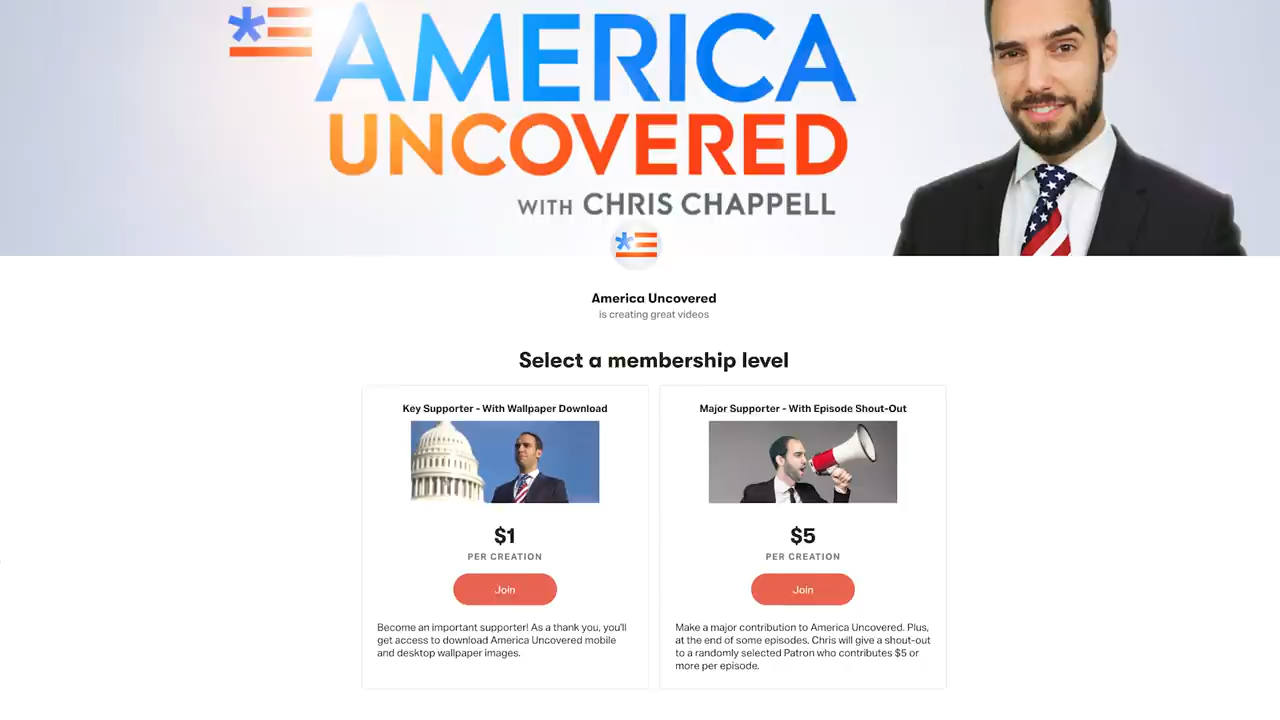 AMERICA
UNCOVERED
WITH CHRIS CHAPPELL
America Uncovered
is creating great videos
Select a membership level
Key Supporter - With Wallpaper Download
$1
PER CREATION
Join
Become an important supporter! As a thank you, you'll
get access to download America Uncovered mobile
and desktop wallpaper images.
Major Supporter - With Episode Shout-Out
$5
PER CREATION
Join
Make a major contribution to America Uncovered. Plus,
at the end of some episodes. Chris will give a shout-out
to a randomly selected Patron who contributes $5 or
more per episode.